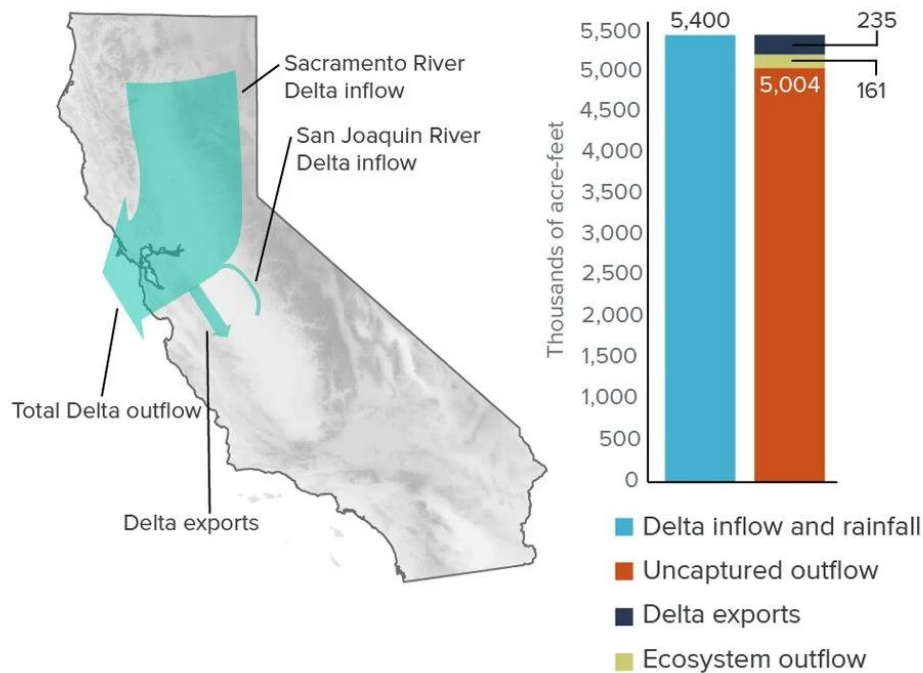 Sacramento River
Delta inflow
San Joaquin River
Delta inflow
Total Delta outflow
Delta exports
Thousands of acre-feet
5,500
5,000
4,500
4,000
3,500
3,000
2,500
2,000
1,500
1,000
500
0
5,400
5,004
235
161
Delta inflow and rainfall
Uncaptured outflow
Delta exports
Ecosystem outflow